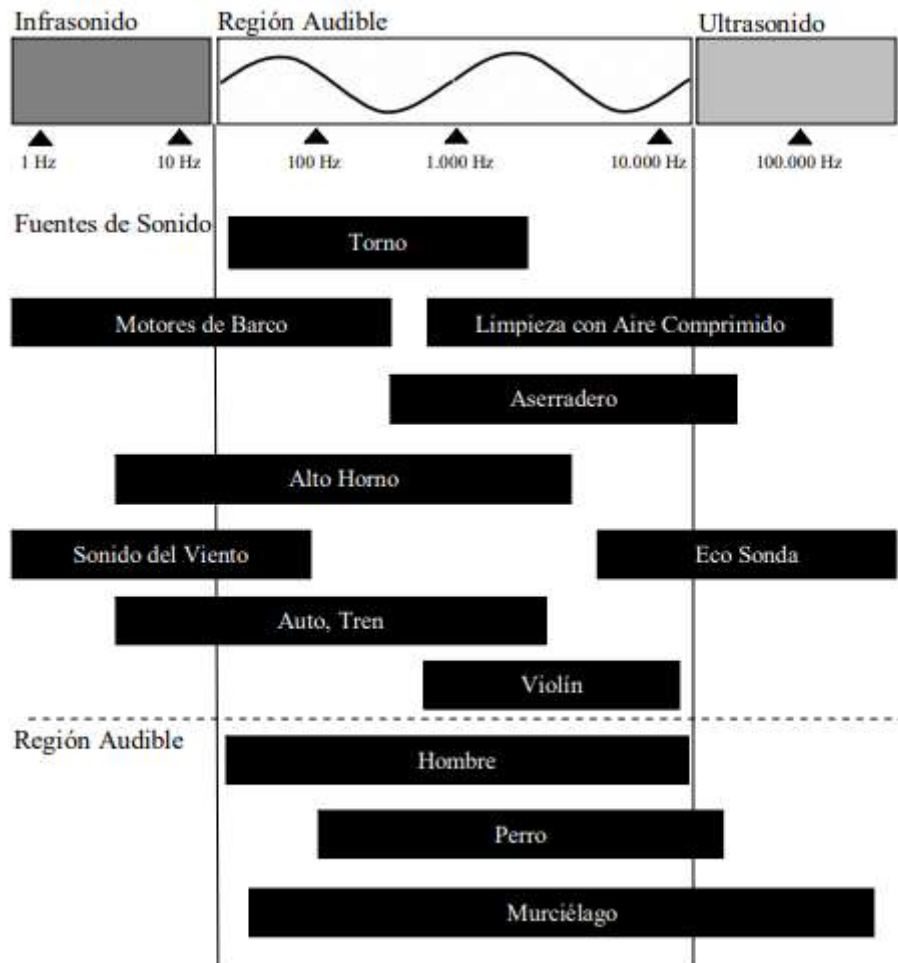 Infrasonido Región Audible Ultrasonido
1 Hz 10 Hz 100 Hz 1.000 Hz 10.000 Hz 100.000 Hz
Fuentes de Sonido
Torno
Motores de Barco Limpieza con Aire Comprimido
Aserradero
Alto Horno
Sonido del Viento Eco Sonda
Auto, Tren
Violín
Región Audible
Hombre
Perro
Murciélago